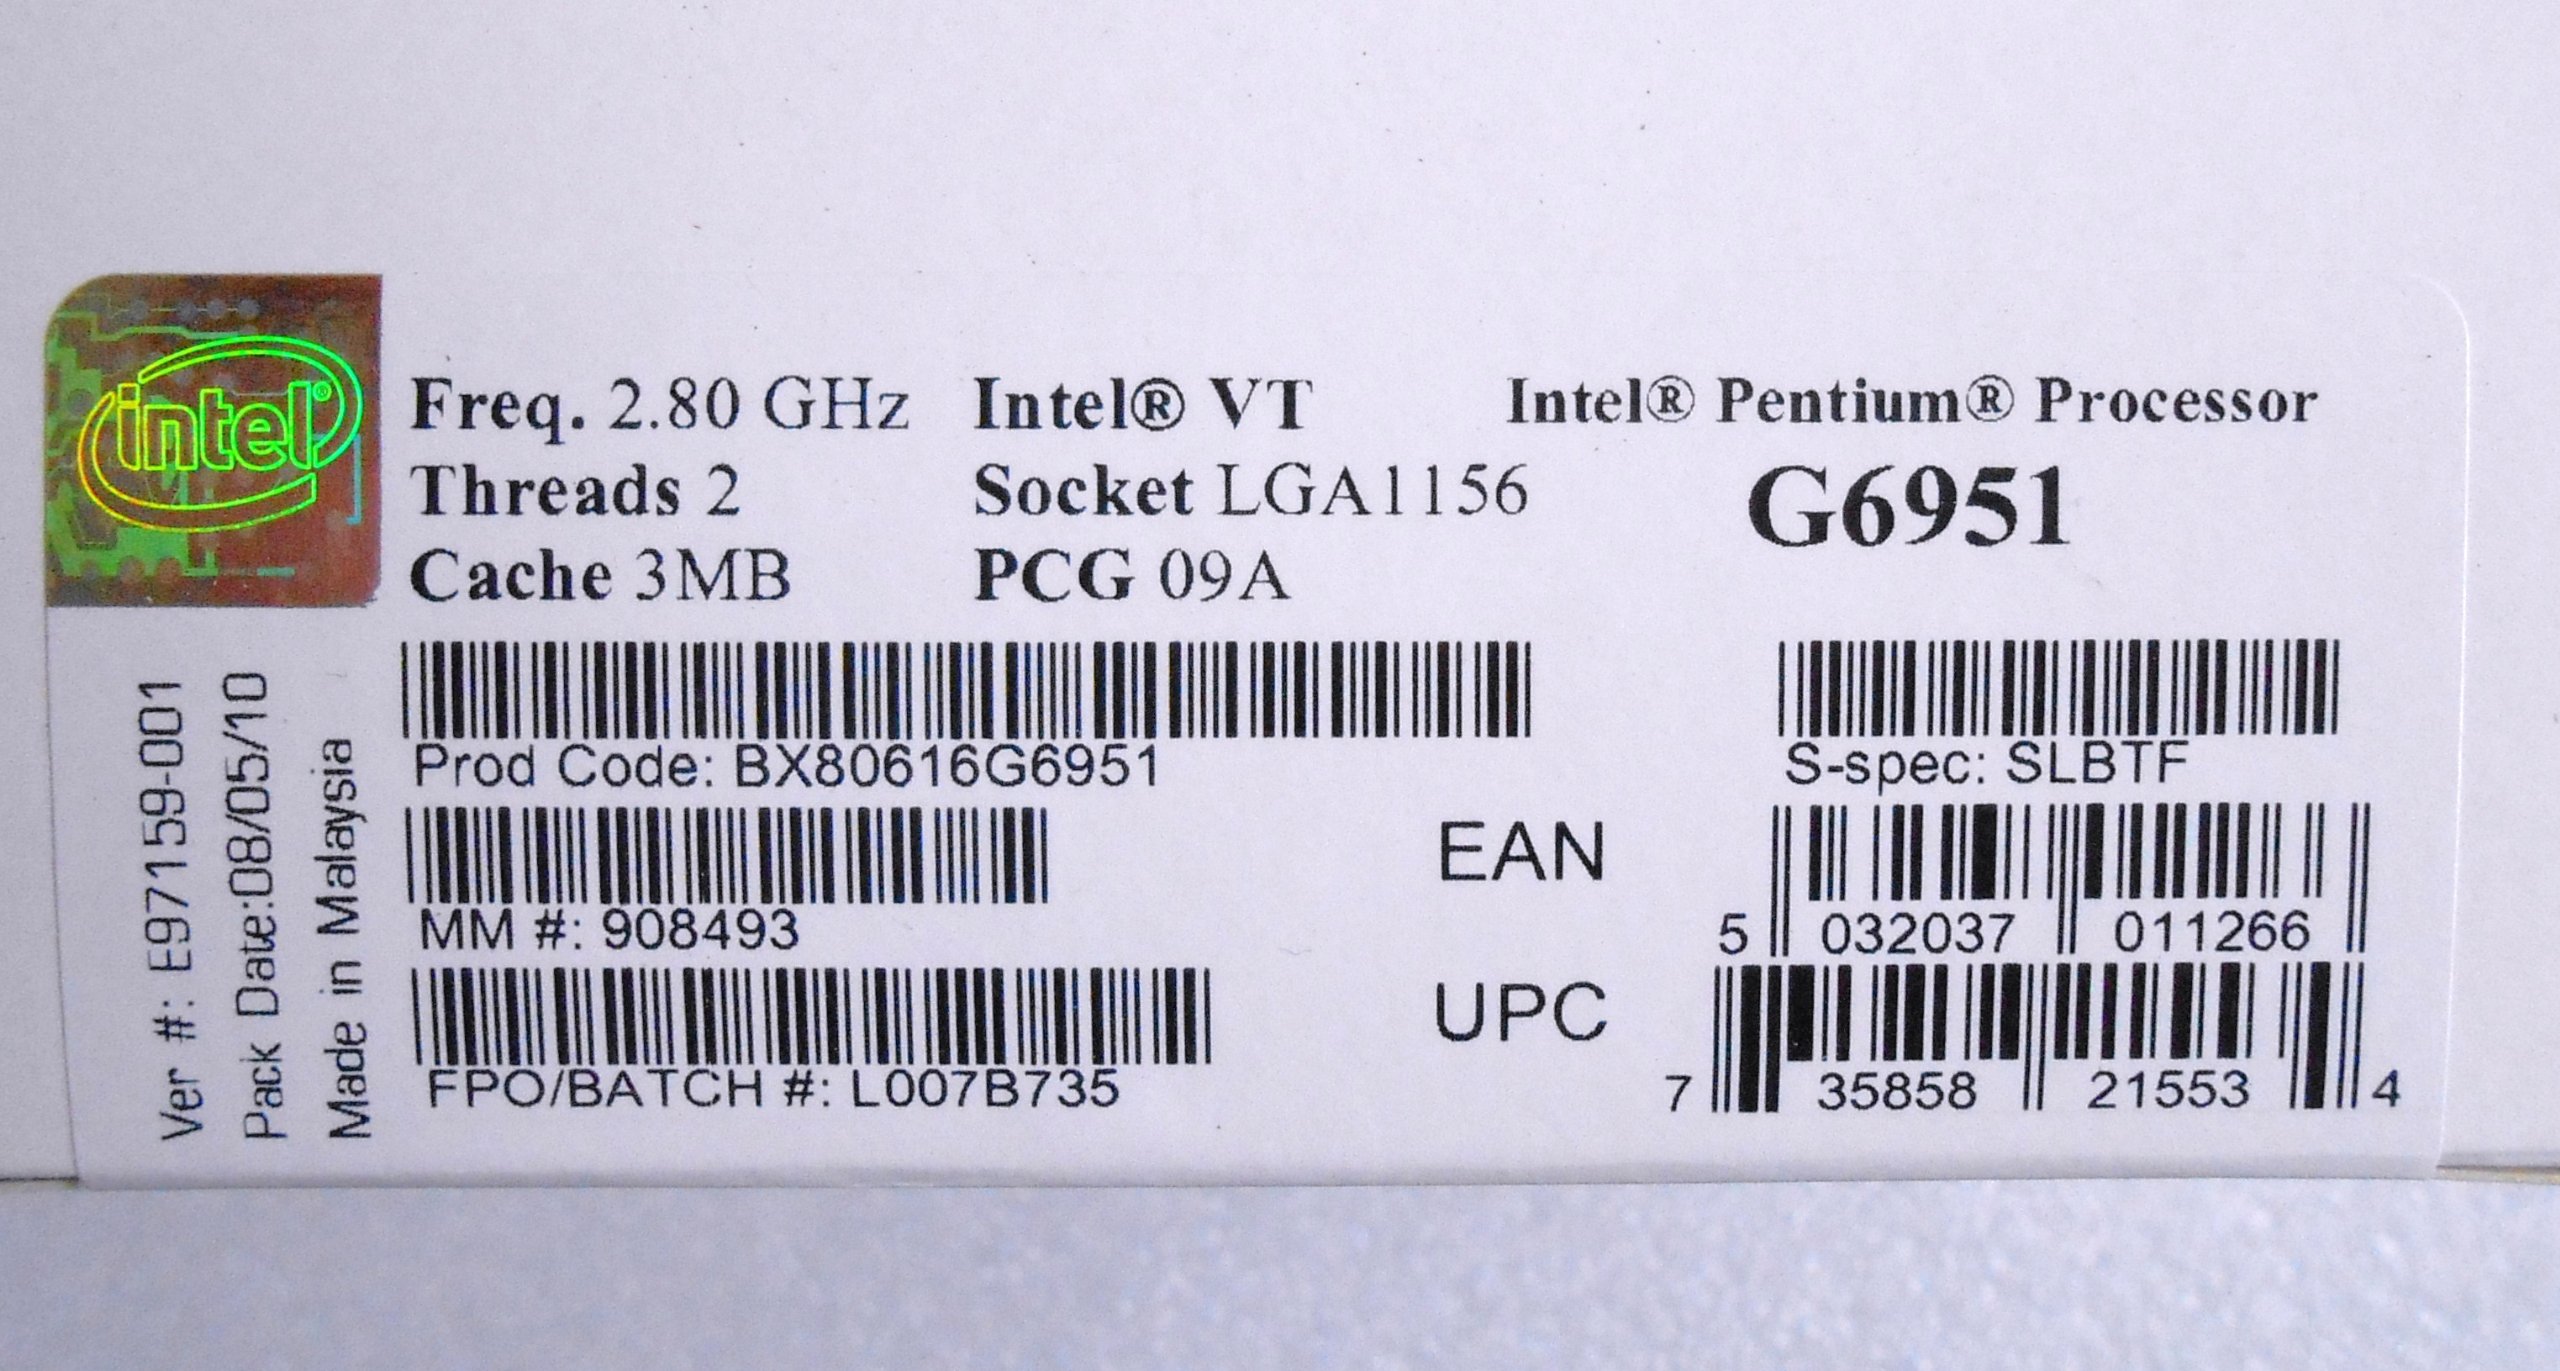 intel®
Freq. 2.80 GHz Intel® VT Intel® Pentium® Processor
Threads 2 Socket LGA1156 G6951
Cache 3MB PCG 09A
Prod Code: BX80616G6951 S-spec: SLBTF
MM #: 908493 EAN 5 032037 011266
FPO/BATCH #: L007B735 UPC 7 35858 21553 4
Ver #: E97159-001
Pack Date:08/05/10
Made in Malaysia